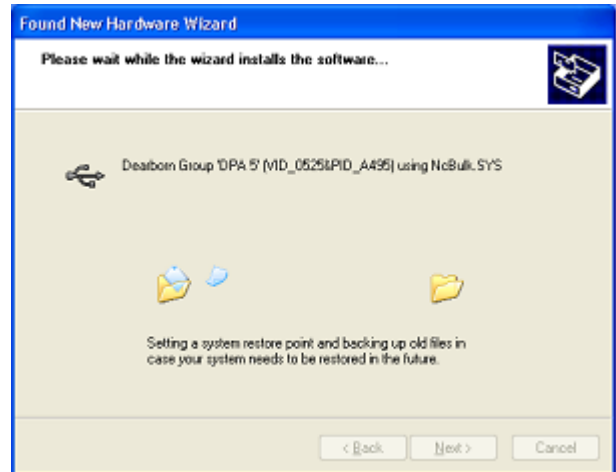 Found New Hardware Wizard
Please wait while the wizard installs the software...
Dearborn Group 'DPA 5' (VID_0525&PID_A495) using NcBulk.SYS
Setting a system restore point and backing up old files in
case your system needs to be restored in the future.
< Back Next > Cancel